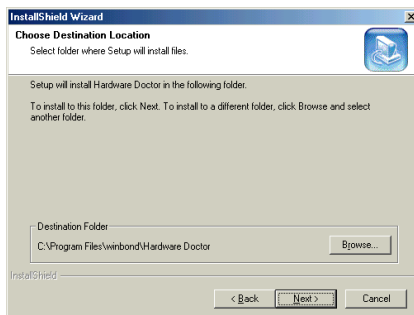 InstallShield Wizard
Choose Destination Location
Select folder where Setup will install files.
Setup will install Hardware Doctor in the following folder.
To install to this folder, click Next. To install to a different folder, click Browse and select
another folder.
Destination Folder
C:\Program Files\winbond\Hardware Doctor
Browse...
InstallShield
< Back
Next >
Cancel